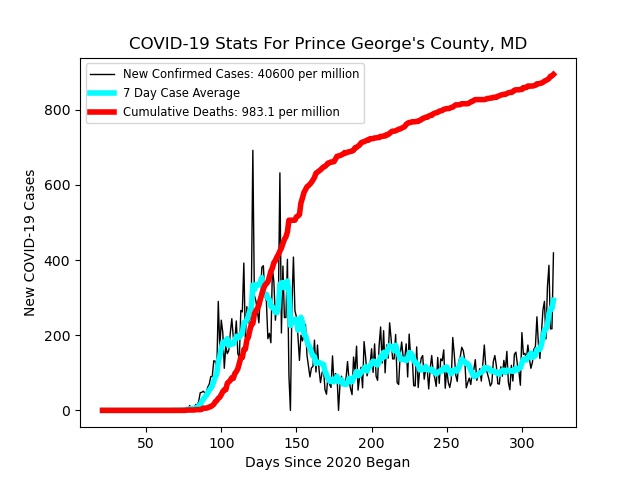 COVID-19 Stats For Prince George's County, MD
New Confirmed Cases: 40600 per million
7 Day Case Average
Cumulative Deaths: 983.1 per million
New COVID-19 Cases
800
600
400
200
0
50 100 150 200 250 300
Days Since 2020 Began